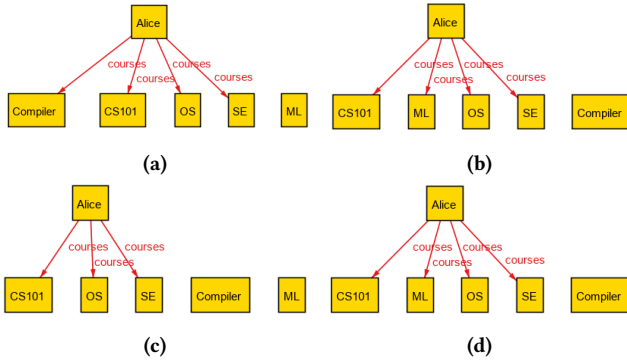 Alice
courses
courses
courses
courses
Compiler
CS101
OS
SE
ML
(a)
Alice
courses
courses
courses
courses
CS101
ML
OS
SE
Compiler
(b)
Alice
courses
courses
courses
CS101
OS
SE
Compiler
ML
(c)
Alice
courses
courses
courses
courses
CS101
ML
OS
SE
Compiler
(d)